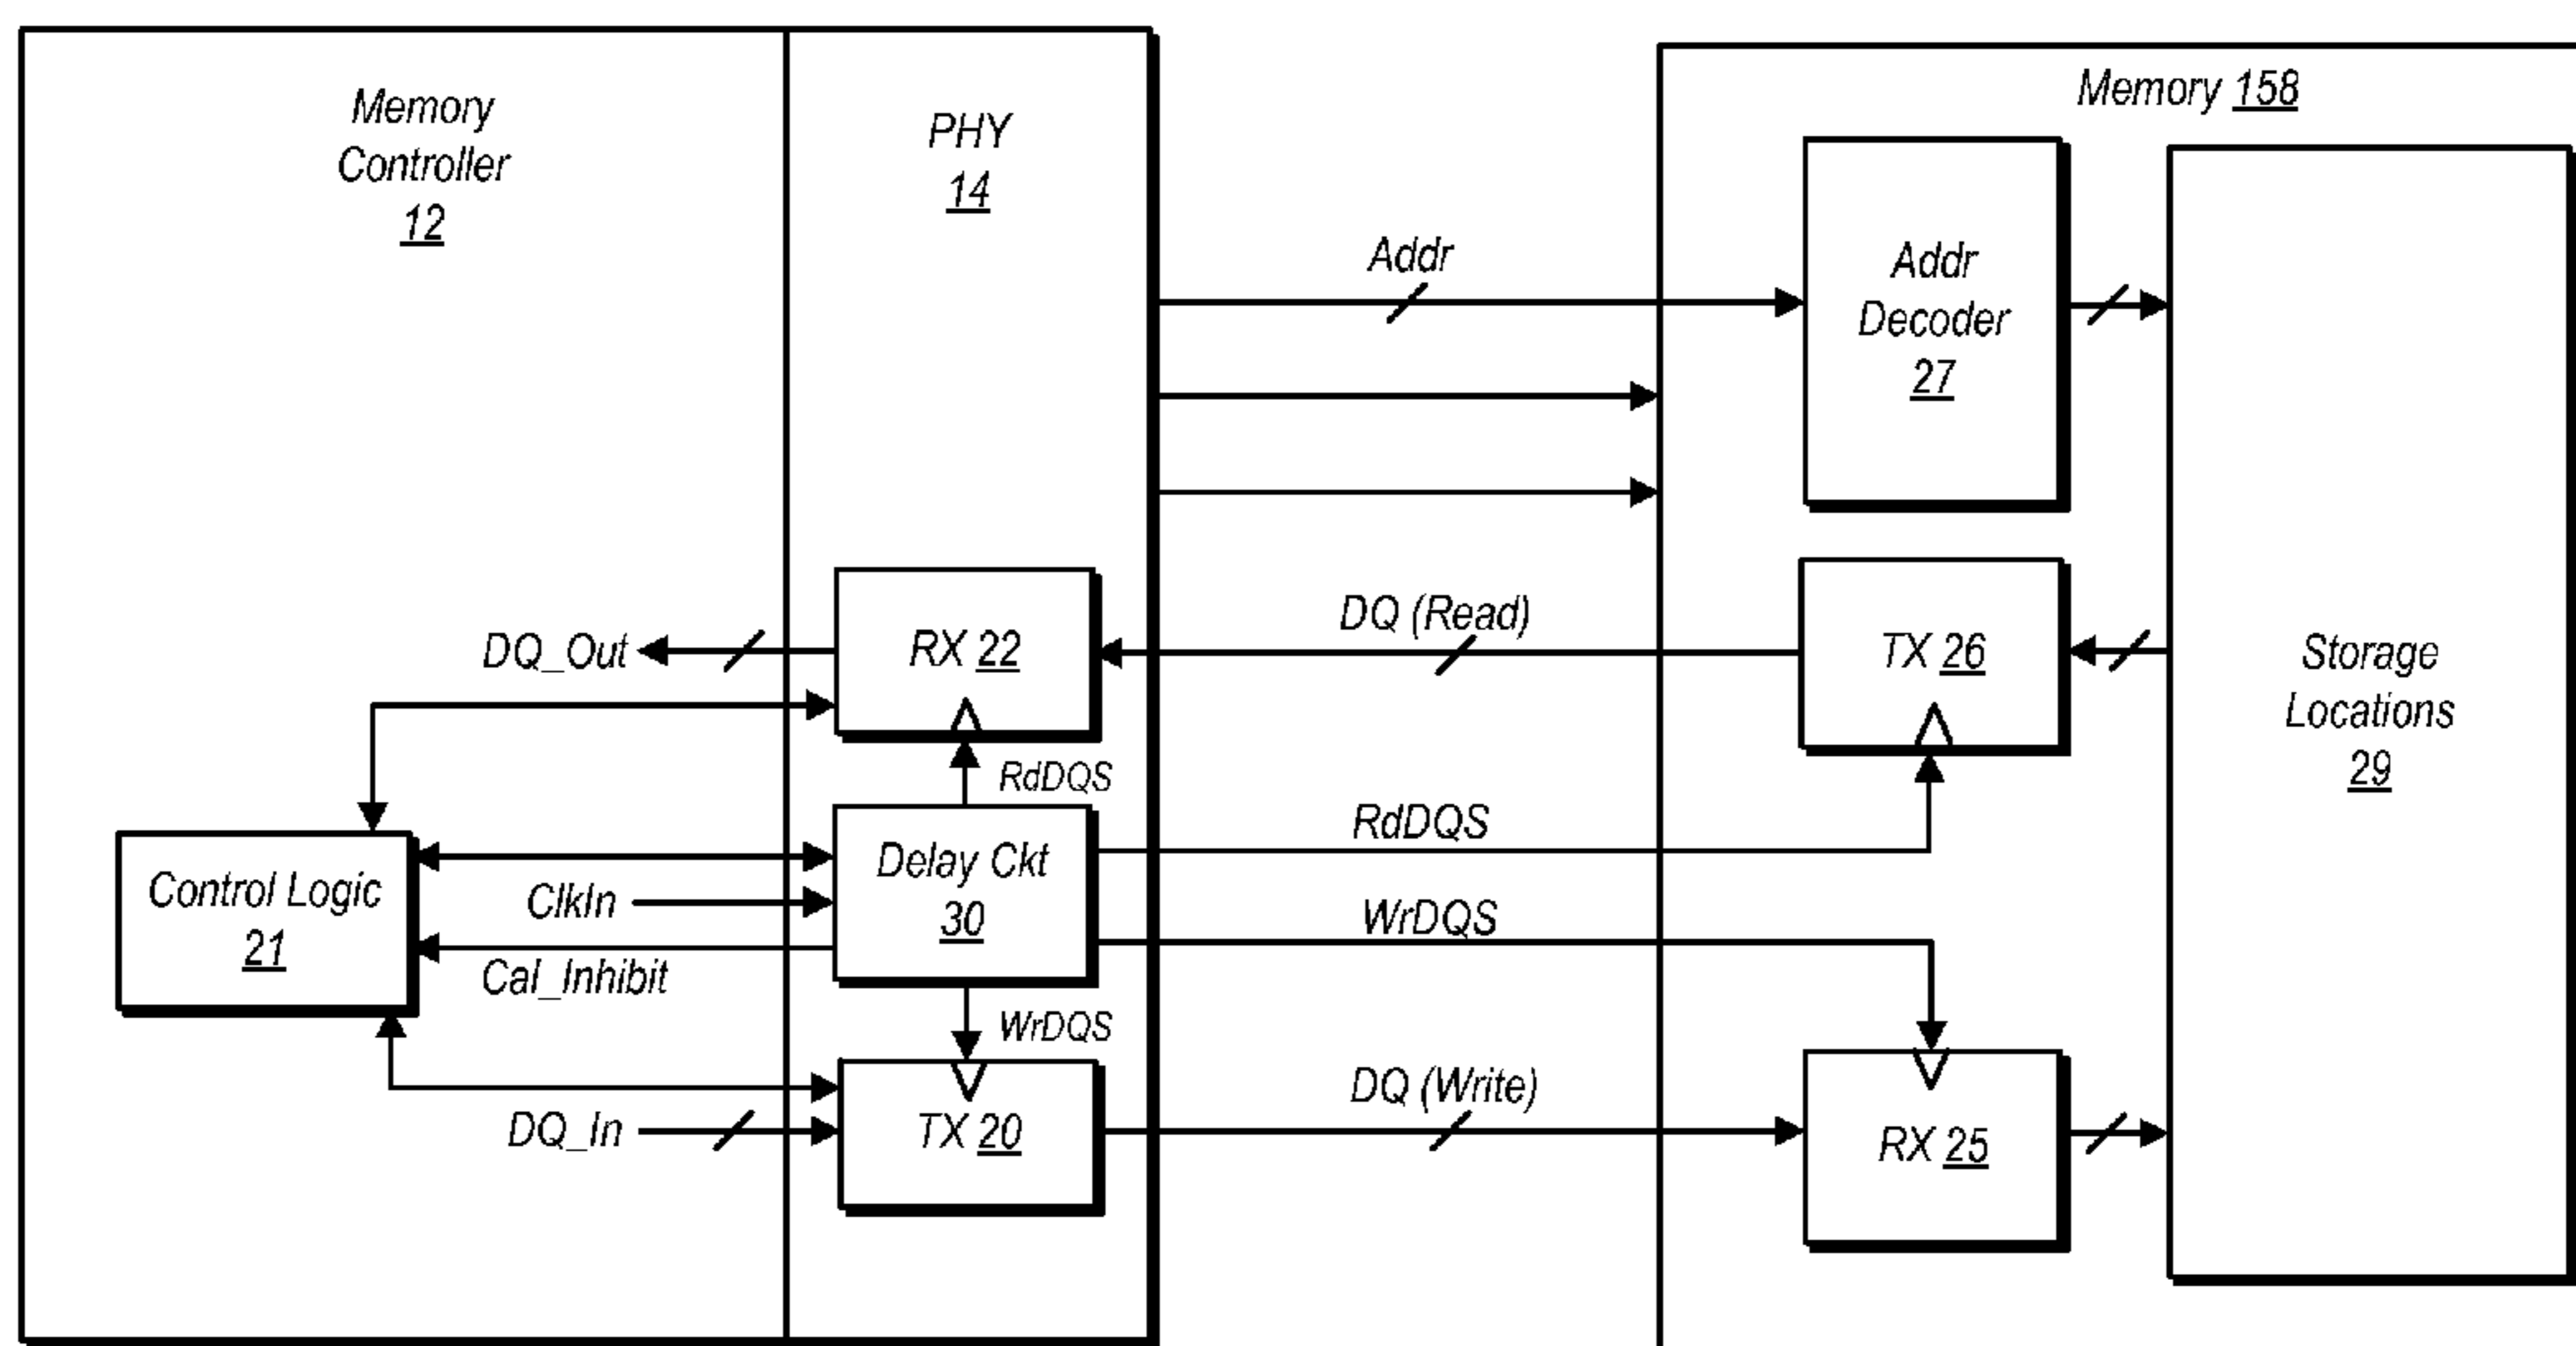 Memory
Controller
12
PHY
14
Memory 158
Addr
Addr
Decoder
27
DQ_Out
RX 22
DQ (Read)
TX 26
Storage
Locations
29
RdDQS
RdDQS
Control Logic
21
ClkIn
Delay Ckt
30
Cal_Inhibit
WrDQS
WrDQS
DQ_In
TX 20
DQ (Write)
RX 25